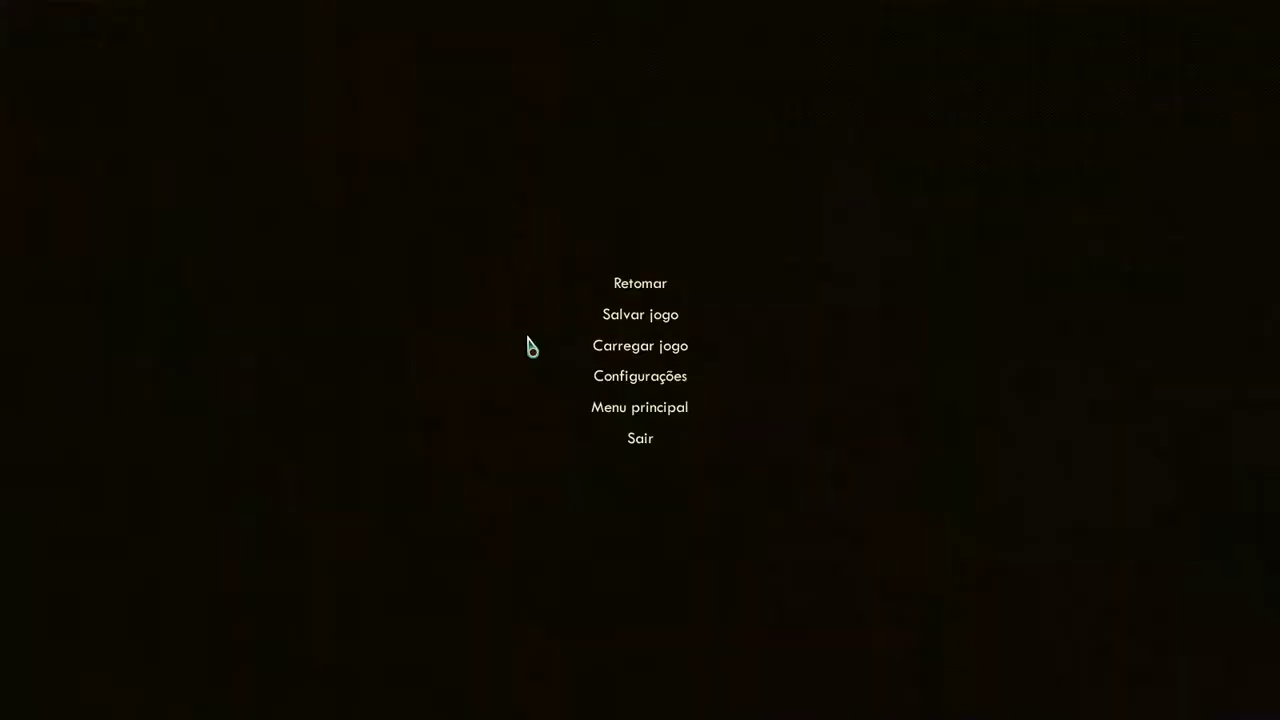 Retomar
Salvar jogo
Carregar jogo
Configurações
Menu principal
Sair